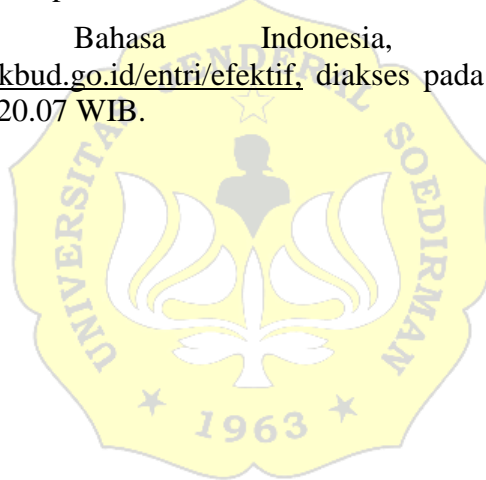 Bahasa Indonesia,
kbud.go.id/entri/efektif, diakses pada
20.07 WIB.
UNIVERSITAS JENDERAL SOEDIRMAN
1963